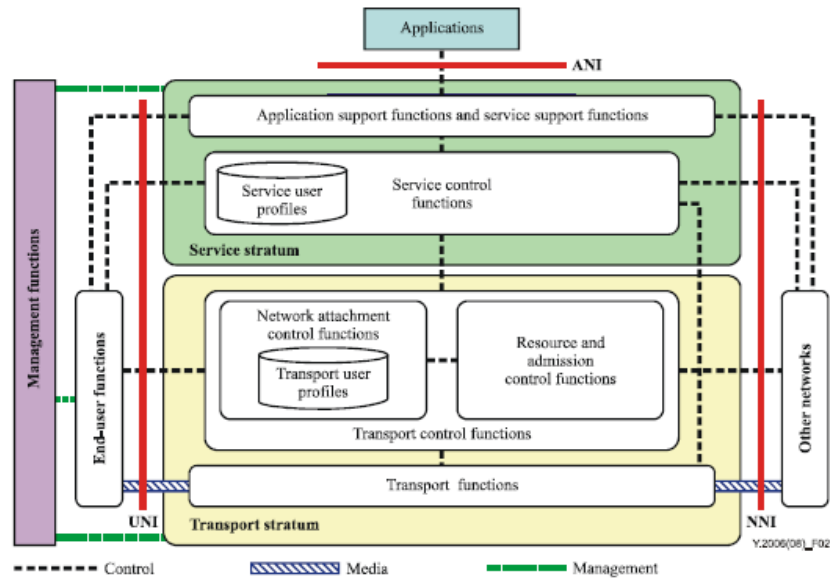 Applications
ANI
Application support functions and service support functions
Service user
profiles
Service control
functions
Service stratum
Management functions
End-user functions
Network attachment
control functions
Transport user
profiles
Resource and
admission
control functions
Transport control functions
Other networks
Transport functions
UNI
Transport stratum
NNI
Y.2006(08)_F02
Control
Media
Management